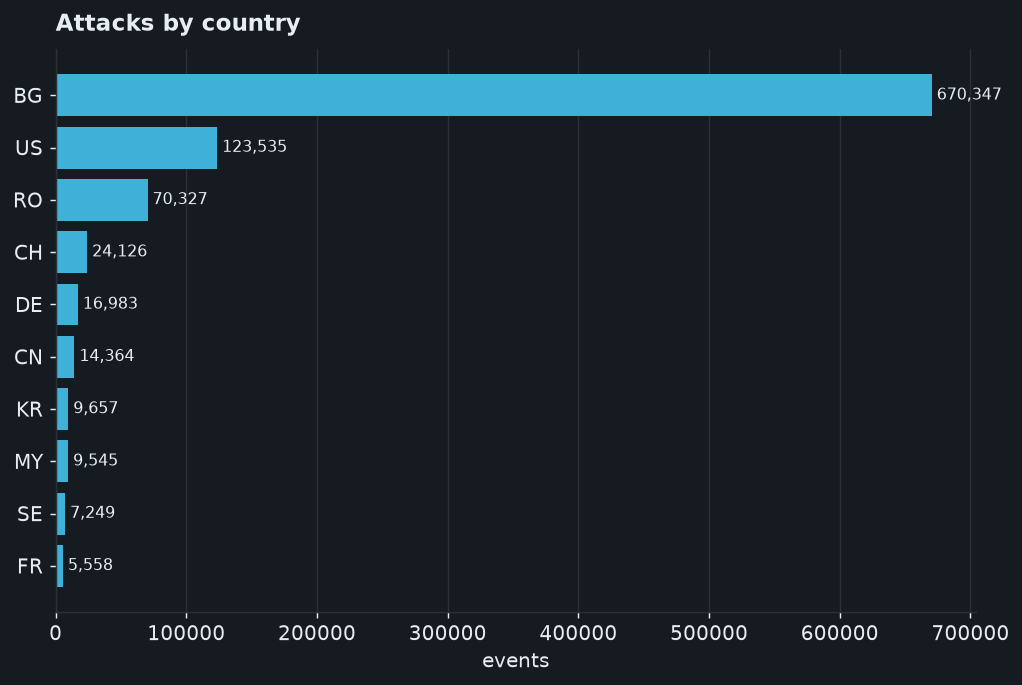 Attacks by country
BG 670,347
US 123,535
RO 70,327
CH 24,126
DE 16,983
CN 14,364
KR 9,657
MY 9,545
SE 7,249
FR 5,558
0 100000 200000 300000 400000 500000 600000 700000
events